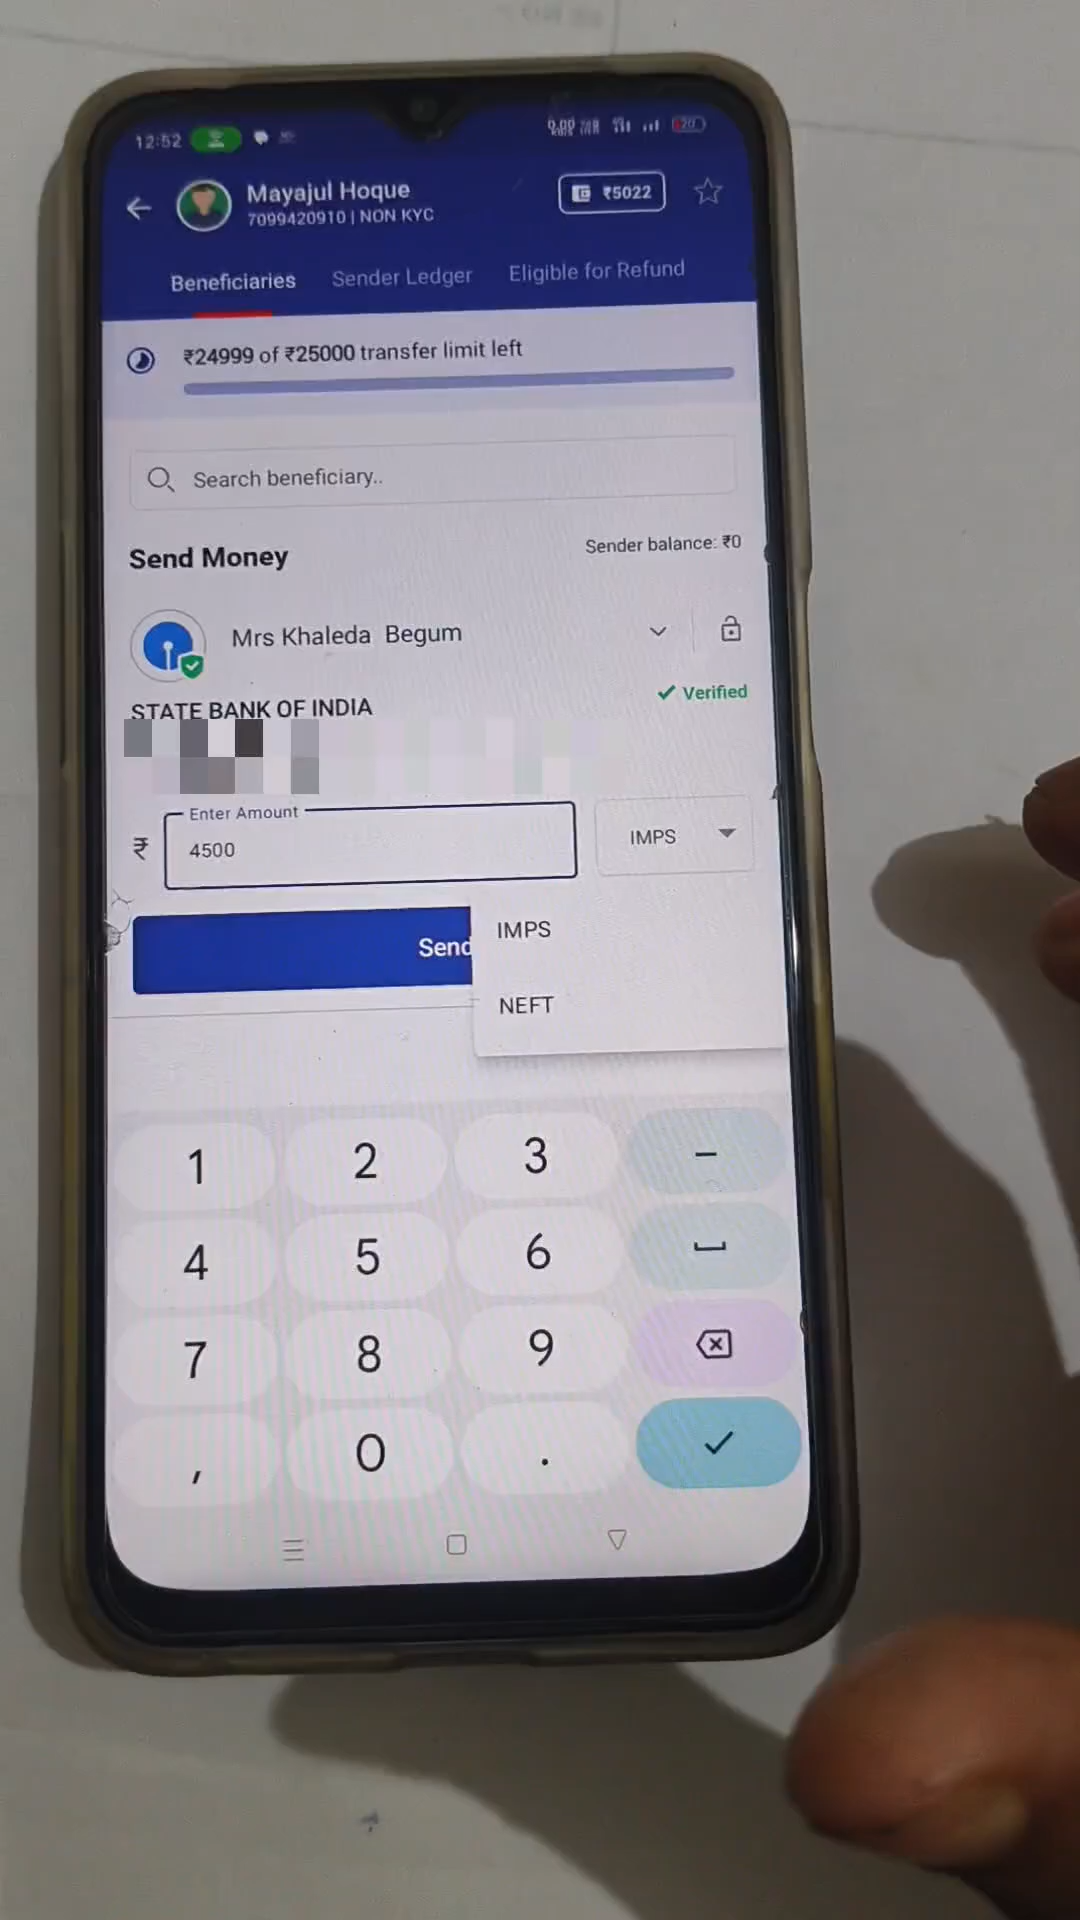 12:52
20
Mayajul Hoque
₹5022
7099420910 | NON KYC
Beneficiaries
Sender Ledger
Eligible for Refund
₹24999 of ₹25000 transfer limit left
Search beneficiary..
Send Money
Sender balance: ₹0
Mrs Khaleda Begum
STATE BANK OF INDIA
Verified
Enter Amount
₹
4500
IMPS
Send
IMPS
NEFT
1 2 3 –
4 5 6
7 8 9
, 0 .